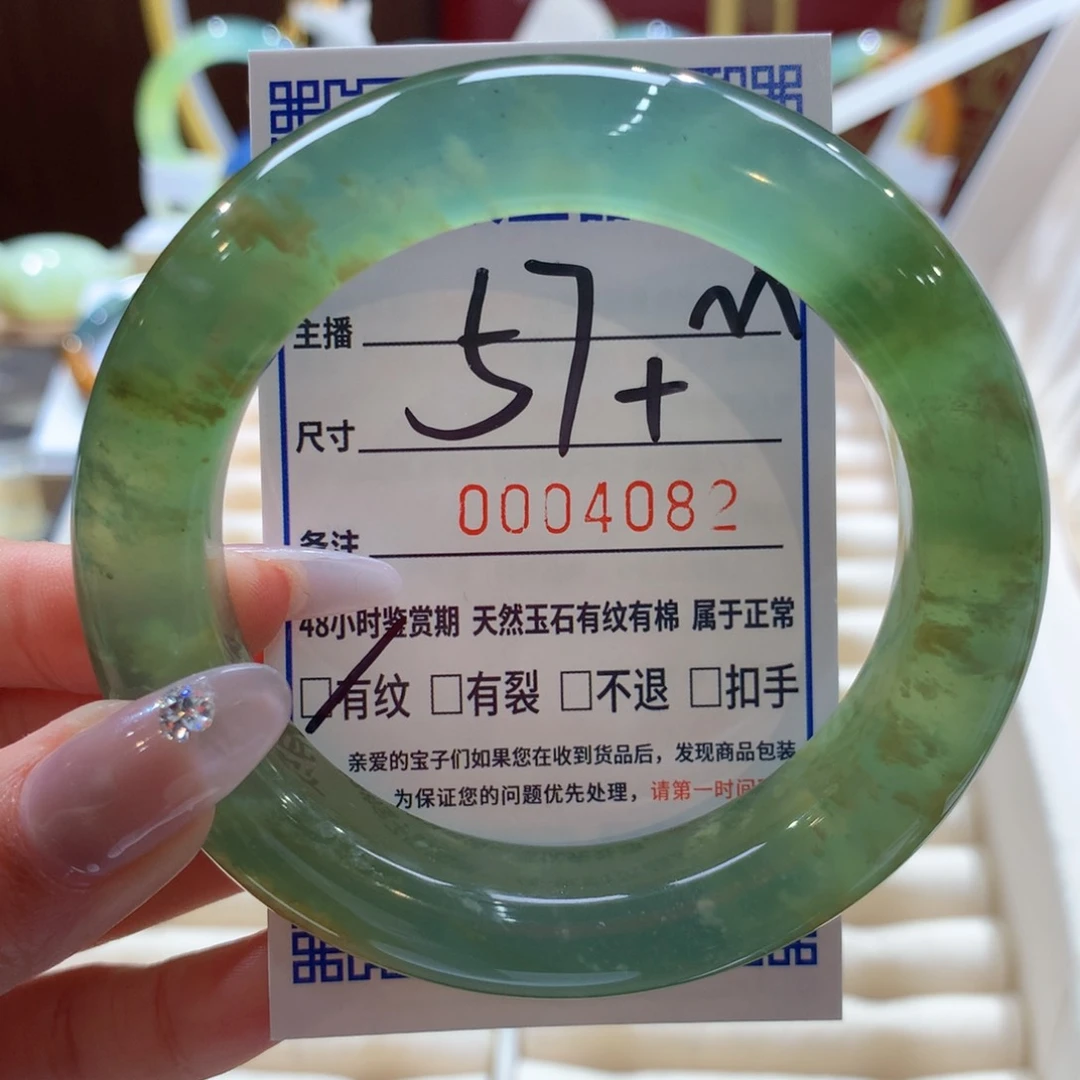 主播
57+
尺寸
0004082
备注
48小时鉴赏期 天然玉石有纹有棉 属于正常
□有纹 □有裂 □不退 □扣手
亲爱的宝子们如果您在收到货品后，发现商品包装
为保证您的问题优先处理，请第一时间